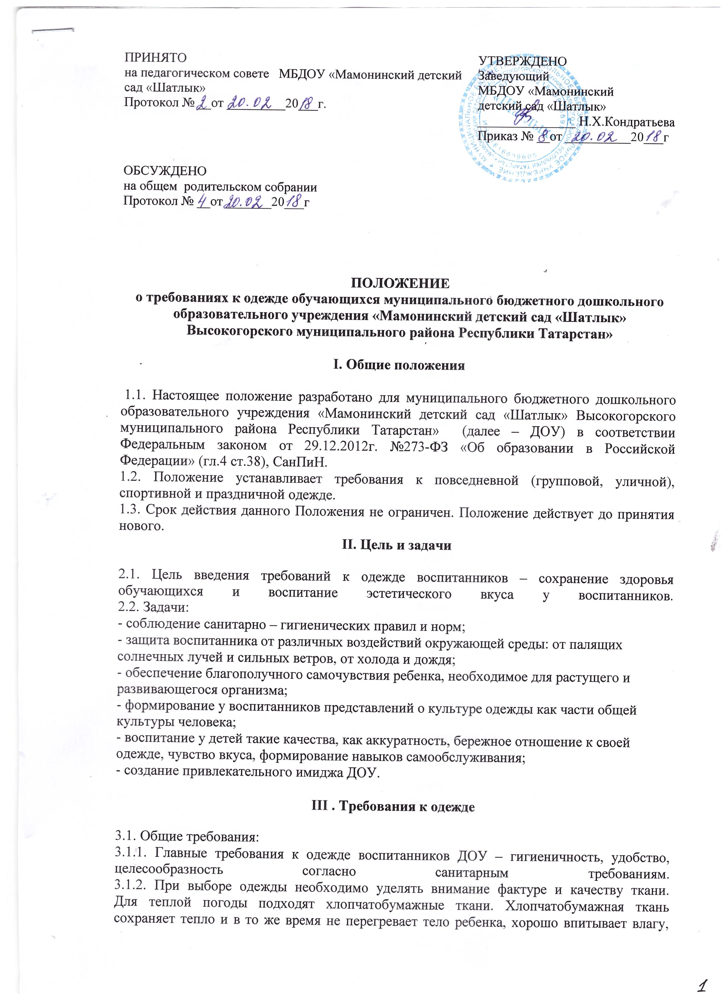 ПРИНЯТО
на педагогическом совете МБДОУ «Мамонинский детский
сад «Шатлык»
Протокол № 2 от 20.02 2018 г.
УТВЕРЖДЕНО
Заведующий
МБДОУ «Мамонинский
детский сад «Шатлык»
Н.Х.Кондратьева
Приказ № 8 от 20.02 2018 г
ОБСУЖДЕНО
на общем родительском собрании
Протокол № 4 от 20.02 2018 г
ПОЛОЖЕНИЕ
о требованиях к одежде обучающихся муниципального бюджетного дошкольного
образовательного учреждения «Мамонинский детский сад «Шатлык»
Высокогорского муниципального района Республики Татарстан»
I. Общие положения
1.1. Настоящее положение разработано для муниципального бюджетного дошкольного
образовательного учреждения «Мамонинский детский сад «Шатлык» Высокогорского
муниципального района Республики Татарстан» (далее – ДОУ) в соответствии
Федеральным законом от 29.12.2012г. №273-ФЗ «Об образовании в Российской
Федерации» (гл.4 ст.38), СанПиН.
1.2. Положение устанавливает требования к повседневной (групповой, уличной),
спортивной и праздничной одежде.
1.3. Срок действия данного Положения не ограничен. Положение действует до принятия
нового.
II. Цель и задачи
2.1. Цель введения требований к одежде воспитанников – сохранение здоровья
обучающихся и воспитание эстетического вкуса у воспитанников.
2.2. Задачи:
- соблюдение санитарно – гигиенических правил и норм;
- защита воспитанника от различных воздействий окружающей среды: от палящих
солнечных лучей и сильных ветров, от холода и дождя;
- обеспечение благополучного самочувствия ребенка, необходимое для растущего и
развивающегося организма;
- формирование у воспитанников представлений о культуре одежды как части общей
культуры человека;
- воспитание у детей такие качества, как аккуратность, бережное отношение к своей
одежде, чувство вкуса, формирование навыков самообслуживания;
- создание привлекательного имиджа ДОУ.
III . Требования к одежде
3.1. Общие требования:
3.1.1. Главные требования к одежде воспитанников ДОУ – гигиеничность, удобство,
целесообразность согласно санитарным требованиям.
3.1.2. При выборе одежды необходимо уделять внимание фактуре и качеству ткани.
Для теплой погоды подходят хлопчатобумажные ткани. Хлопчатобумажная ткань
сохраняет тепло и в то же время не перегревает тело ребенка, хорошо впитывает влагу,
1